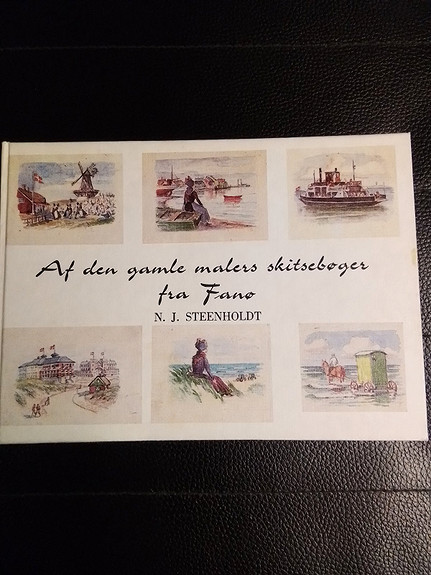 Af den gamle malers skitsebøger
fra Fanø
N. J. STEENHOLDT